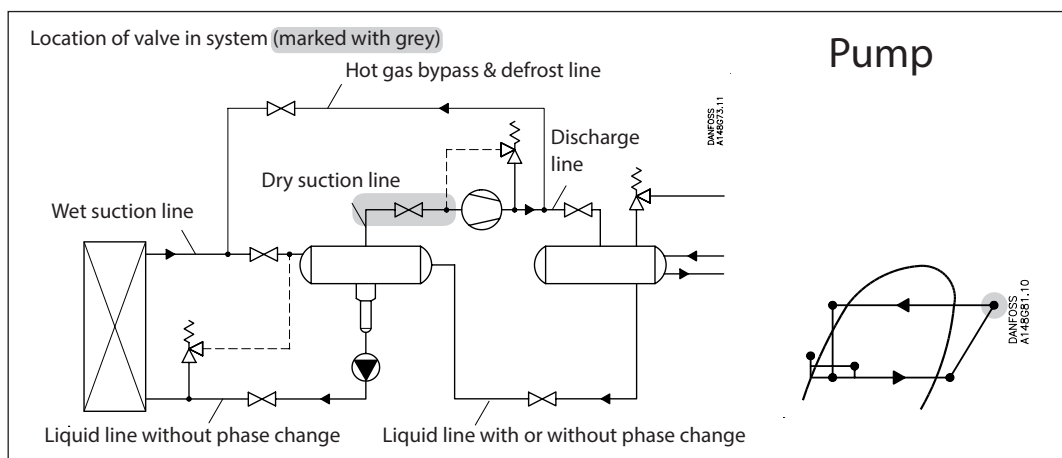 Location of valve in system (marked with grey)
Pump
Hot gas bypass & defrost line
DANFOSS
A148G73.11
Discharge
line
Dry suction line
Wet suction line
DANFOSS
A148G81.10
Liquid line without phase change
Liquid line with or without phase change